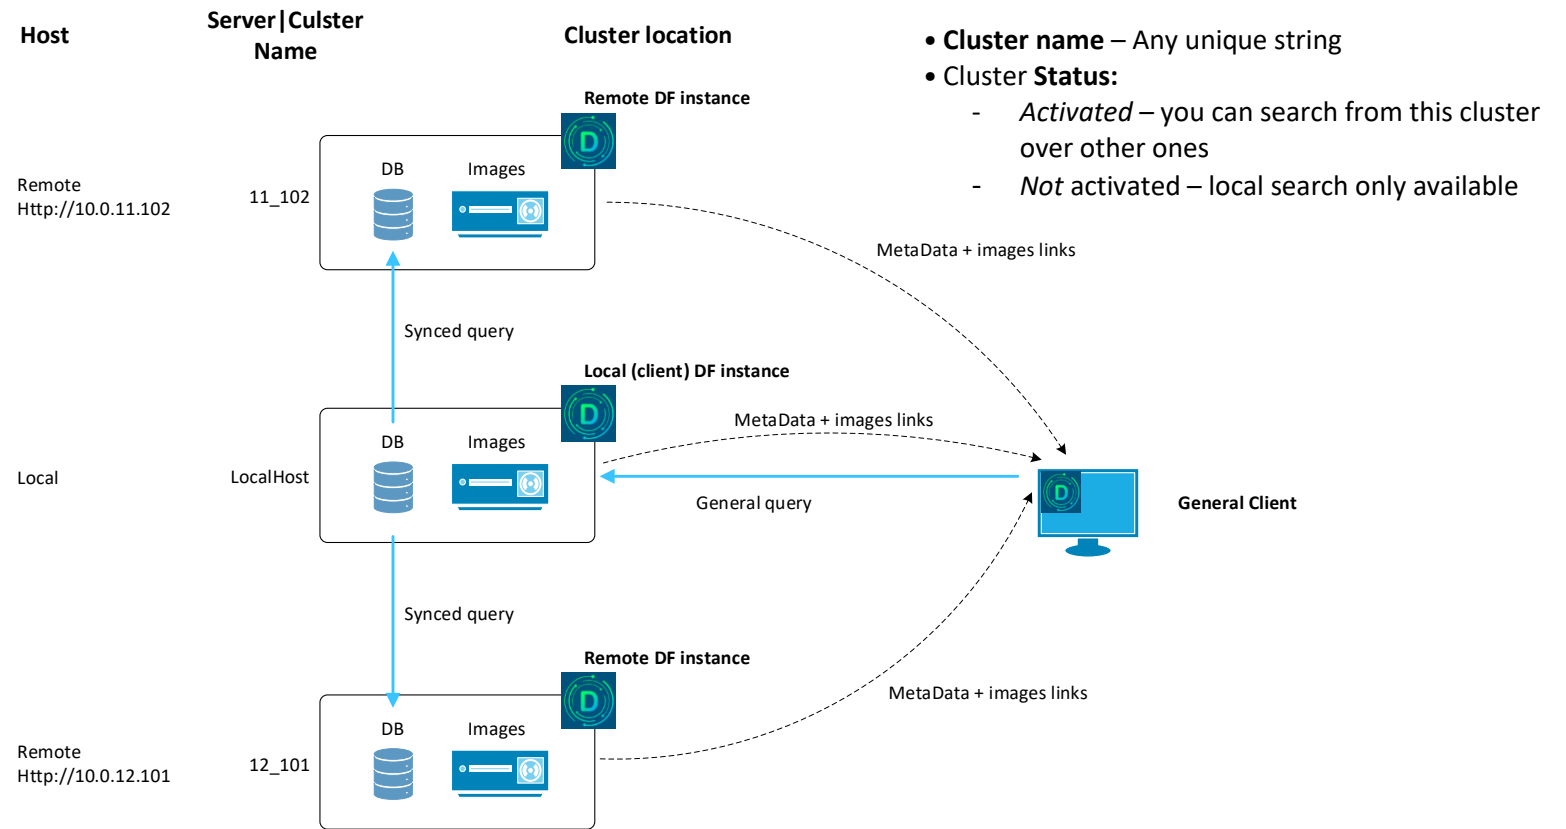 Host
Server|Culster
Name
Cluster location
• Cluster name – Any unique string
• Cluster Status:
- Activated – you can search from this cluster
over other ones
- Not activated – local search only available
Remote DF instance
D
DB
Images
Remote
Http://10.0.11.102
11_102
MetaData + images links
Synced query
Local (client) DF instance
D
MetaData + images links
DB
Images
Local
LocalHost
General query
D
General Client
Synced query
Remote DF instance
D
MetaData + images links
DB
Images
Remote
Http://10.0.12.101
12_101